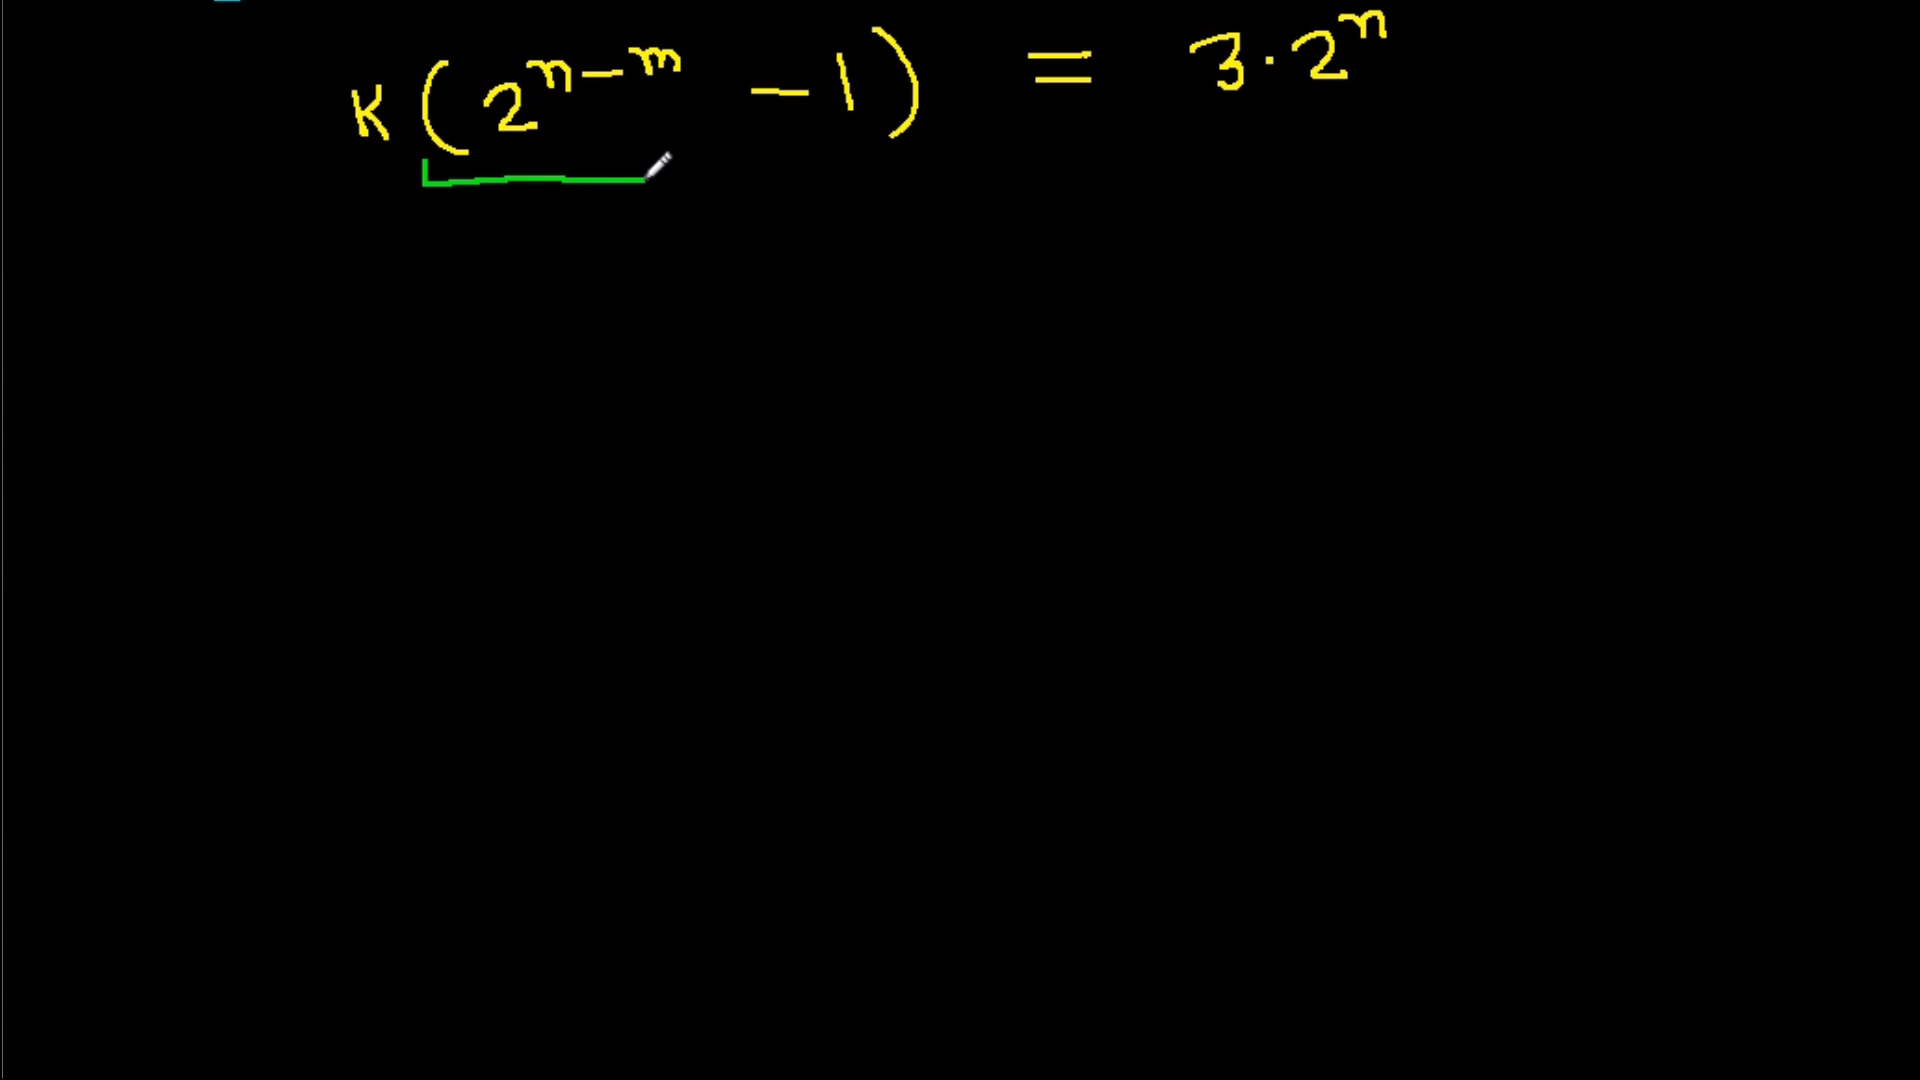 K(2^{n-m} - 1) = 3·2^n